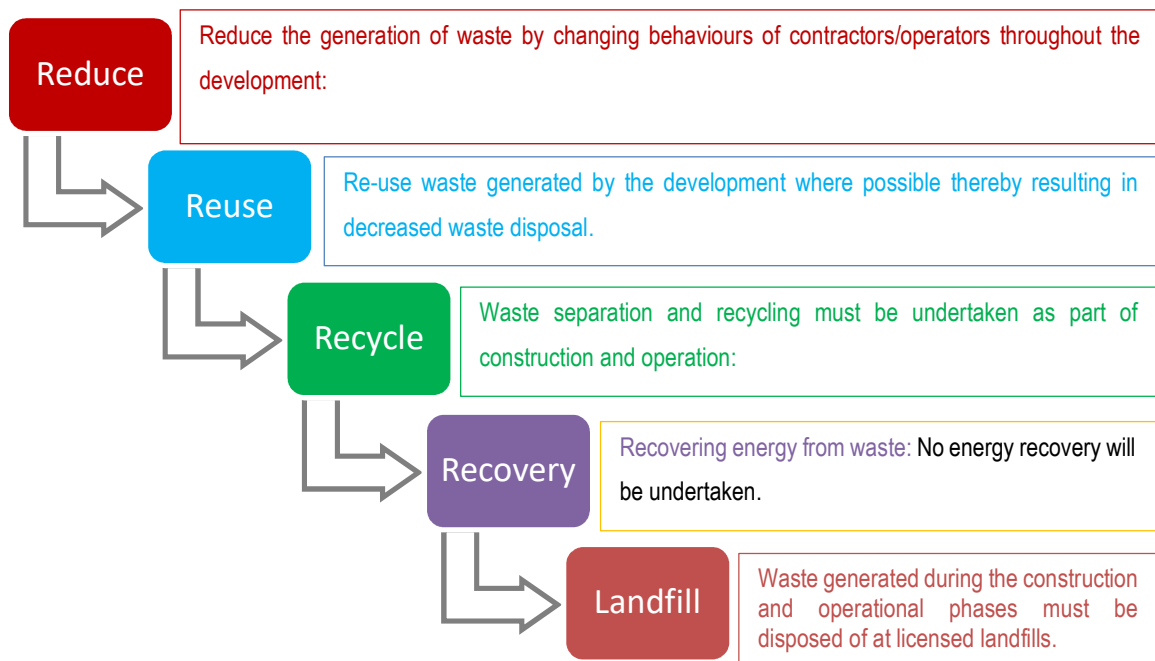 Reduce
Reduce the generation of waste by changing behaviours of contractors/operators throughout the
development:
Reuse
Re-use waste generated by the development where possible thereby resulting in
decreased waste disposal.
Recycle
Waste separation and recycling must be undertaken as part of
construction and operation:
Recovery
Recovering energy from waste: No energy recovery will
be undertaken.
Landfill
Waste generated during the construction
and operational phases must be
disposed of at licensed landfills.